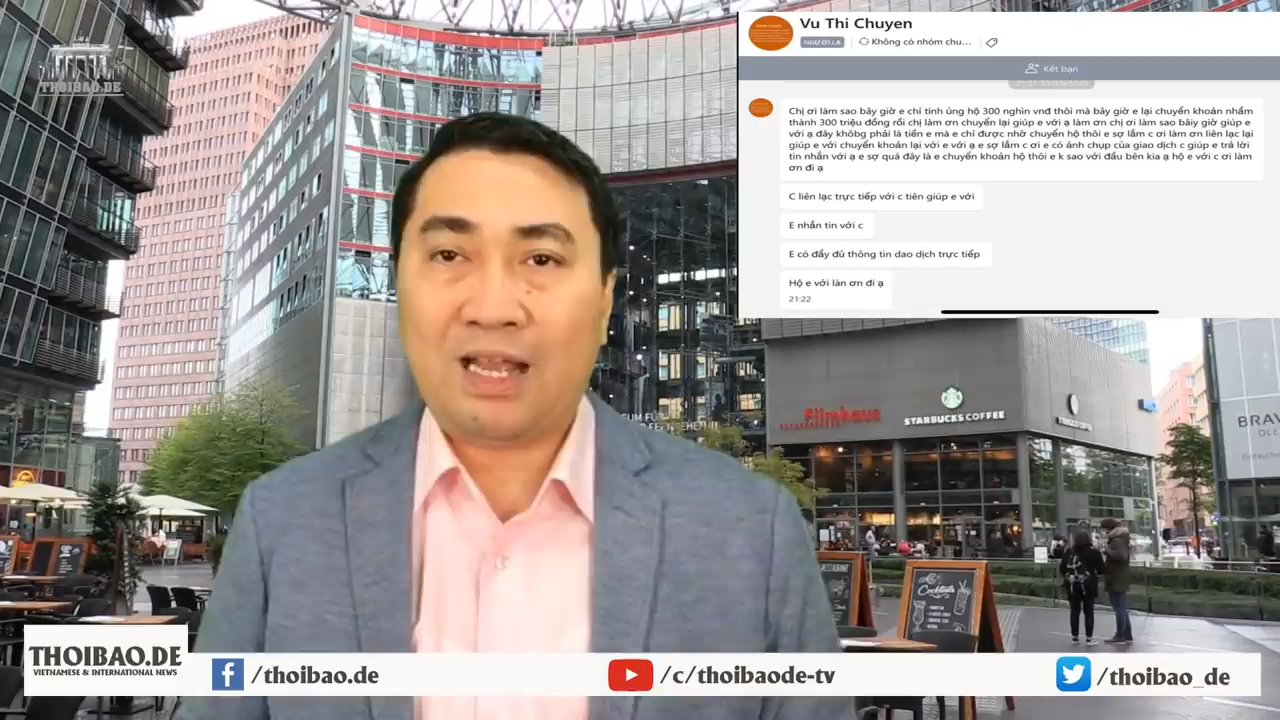 Vu Thi Chuyen
NGƯỜI LẠ
Không có nhóm chu...
Kết bạn
Chị ơi làm sao bây giờ e chỉ tính ủng hộ 300 nghìn vnđ thôi mà bây giờ e lại chuyển khoản nhầm
thành 300 triệu đồng rồi chị làm ơn chuyển lại giúp e với ạ làm ơn chị ơi làm sao bâiy giờ giúp e
với ạ đây khôbg phải là tiền e mà e chỉ được nhờ chuyển hộ thôi e sợ lắm c ơi làm ơn liên lạc lại
giúp e với chuyển khoản lại với e với ạ e sợ lắm c ơi e có ảnh chụp của giao dịch c giúp e trả lời
tin nhắn với ạ e sợ quá đây là e chuyển khoản hộ thôi e k sao với đầu bên kia ạ hộ e với c ơi làm
ơn đi ạ
C liên lạc trực tiếp với c tiên giúp e với
E nhắn tin với c
E có đẩy đủ thông tin dao dịch trực tiếp
Hộ e với làn ơn đi ạ
21:22
THOIBAO.DE
Filmhaus
STARBUCKS COFFEE
BRAV
Cocktails
THOIBAO.DE
VIETNAMESE & INTERNATIONAL NEWS
/thoibao.de
/c/thoibaode-tv
/thoibao_de